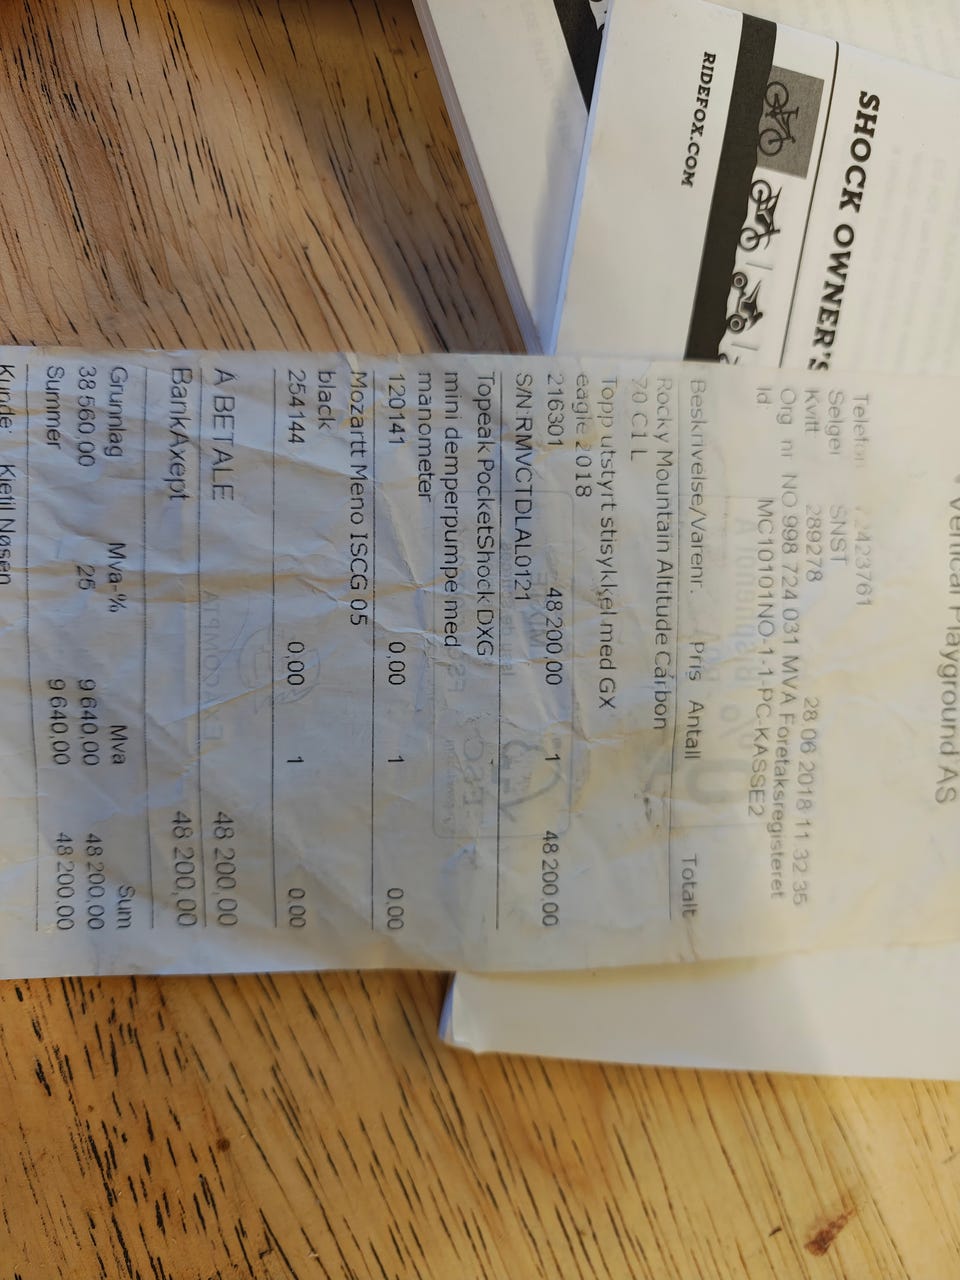 SHOCK OWNER'S
RIDEFOX.COM
Playground AS
Telefon 423761
Selger SNST
Kvitt 289278 28 06 2018 11 32 35
Org nr NO 998 724 031 MVA Foretaksregisteret
Id: MC10101NO-1-1-PC-KASSE2
Beskrivelse/Varenr. Pris Antall Totalt
Rocky Mountain Altitude Carbon
70 C1 L
Topp utstyrt stisykkel med GX
eagle 2018
216301 48 200,00 1 48 200,00
S/N:RMVCTDLAL0121
Topeak PocketShock DXG
mini demperpumpe med
manometer
120141 0,00 1 0,00
Mozartt Meno ISCG 0.5
black
254144 0,00 1 0,00
Å BETALE 48 200,00
BankAxept 48 200,00
Grunnlag Mva-% Mva Sum
38 560,00 25 9 640,00 48 200,00
Summer 9 640,00 48 200,00
Kunde: Kjetil Nøsen